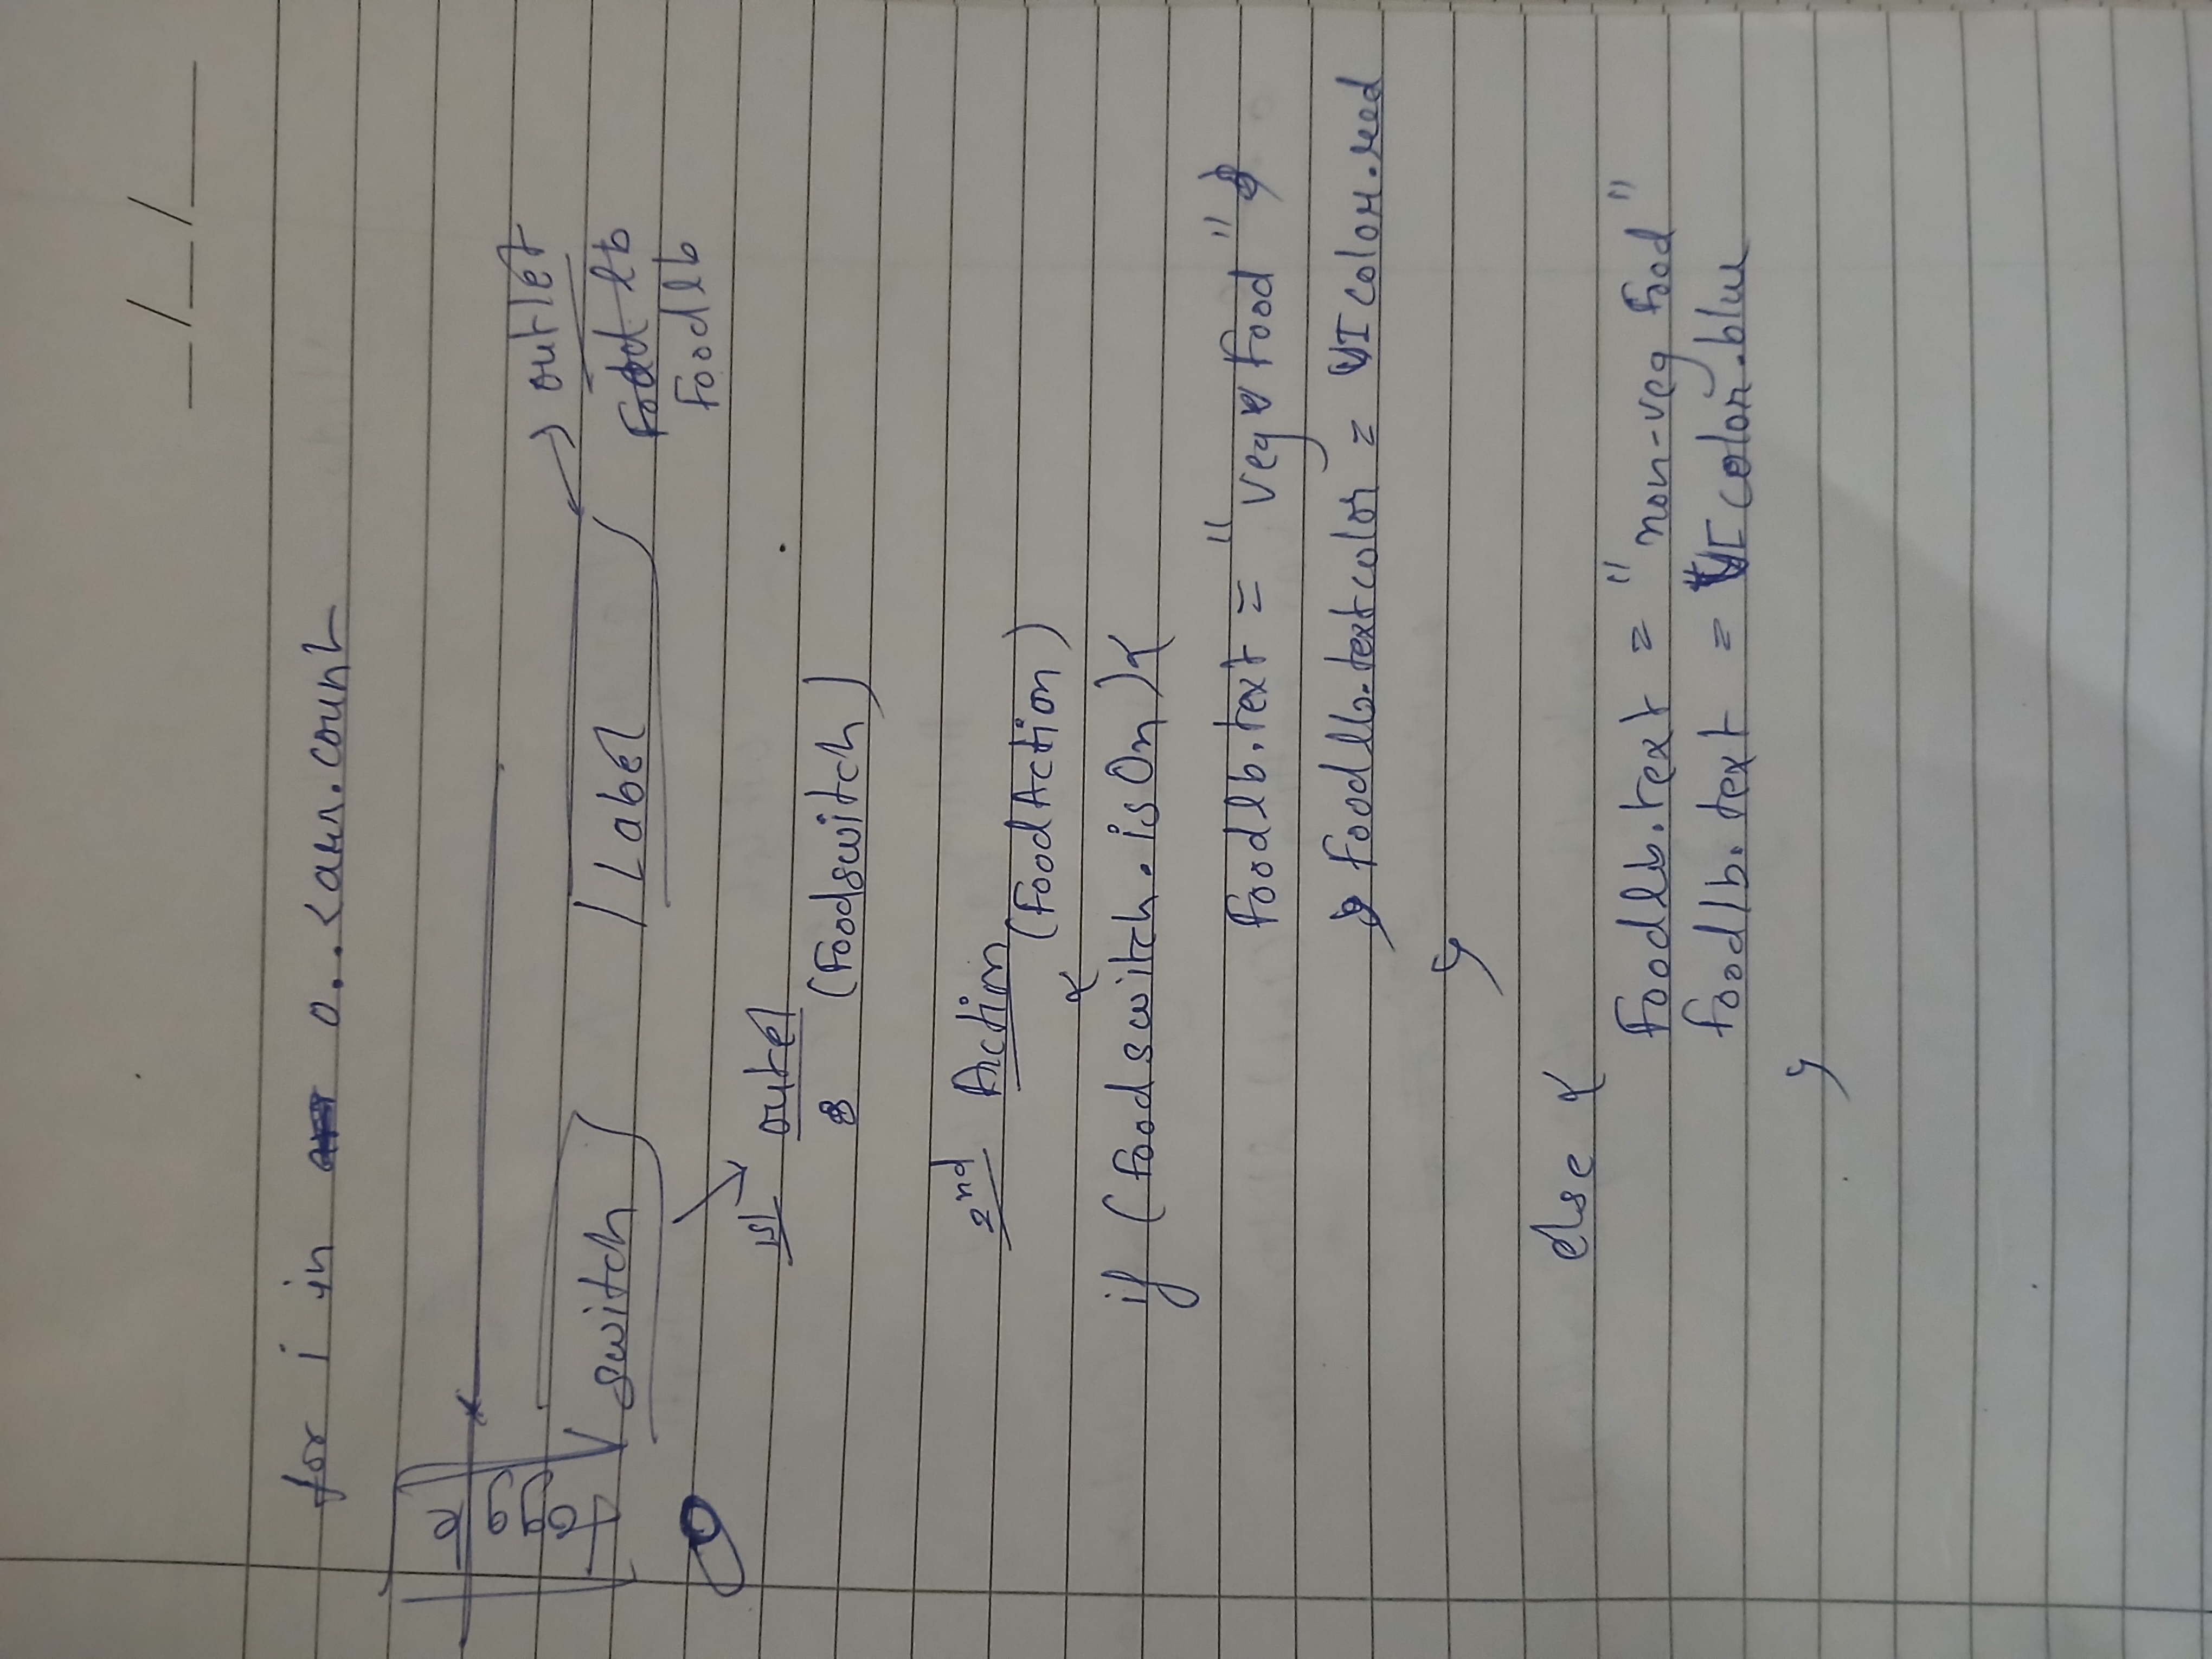 __/__/____
for i in 0..<arr.count
toggle
switch
Label
outlet
Food lb
Foodlb
1st outel
(Foodswitch)
2nd Action
(FoodAction)
{
if (foodswitch.isOn){
foodlb.text = "veg food"
foodlb.textcolor = UIcolor.red
}
else {
foodlb.text = "non-veg food"
foodlb.text = UIcolor.blue
}